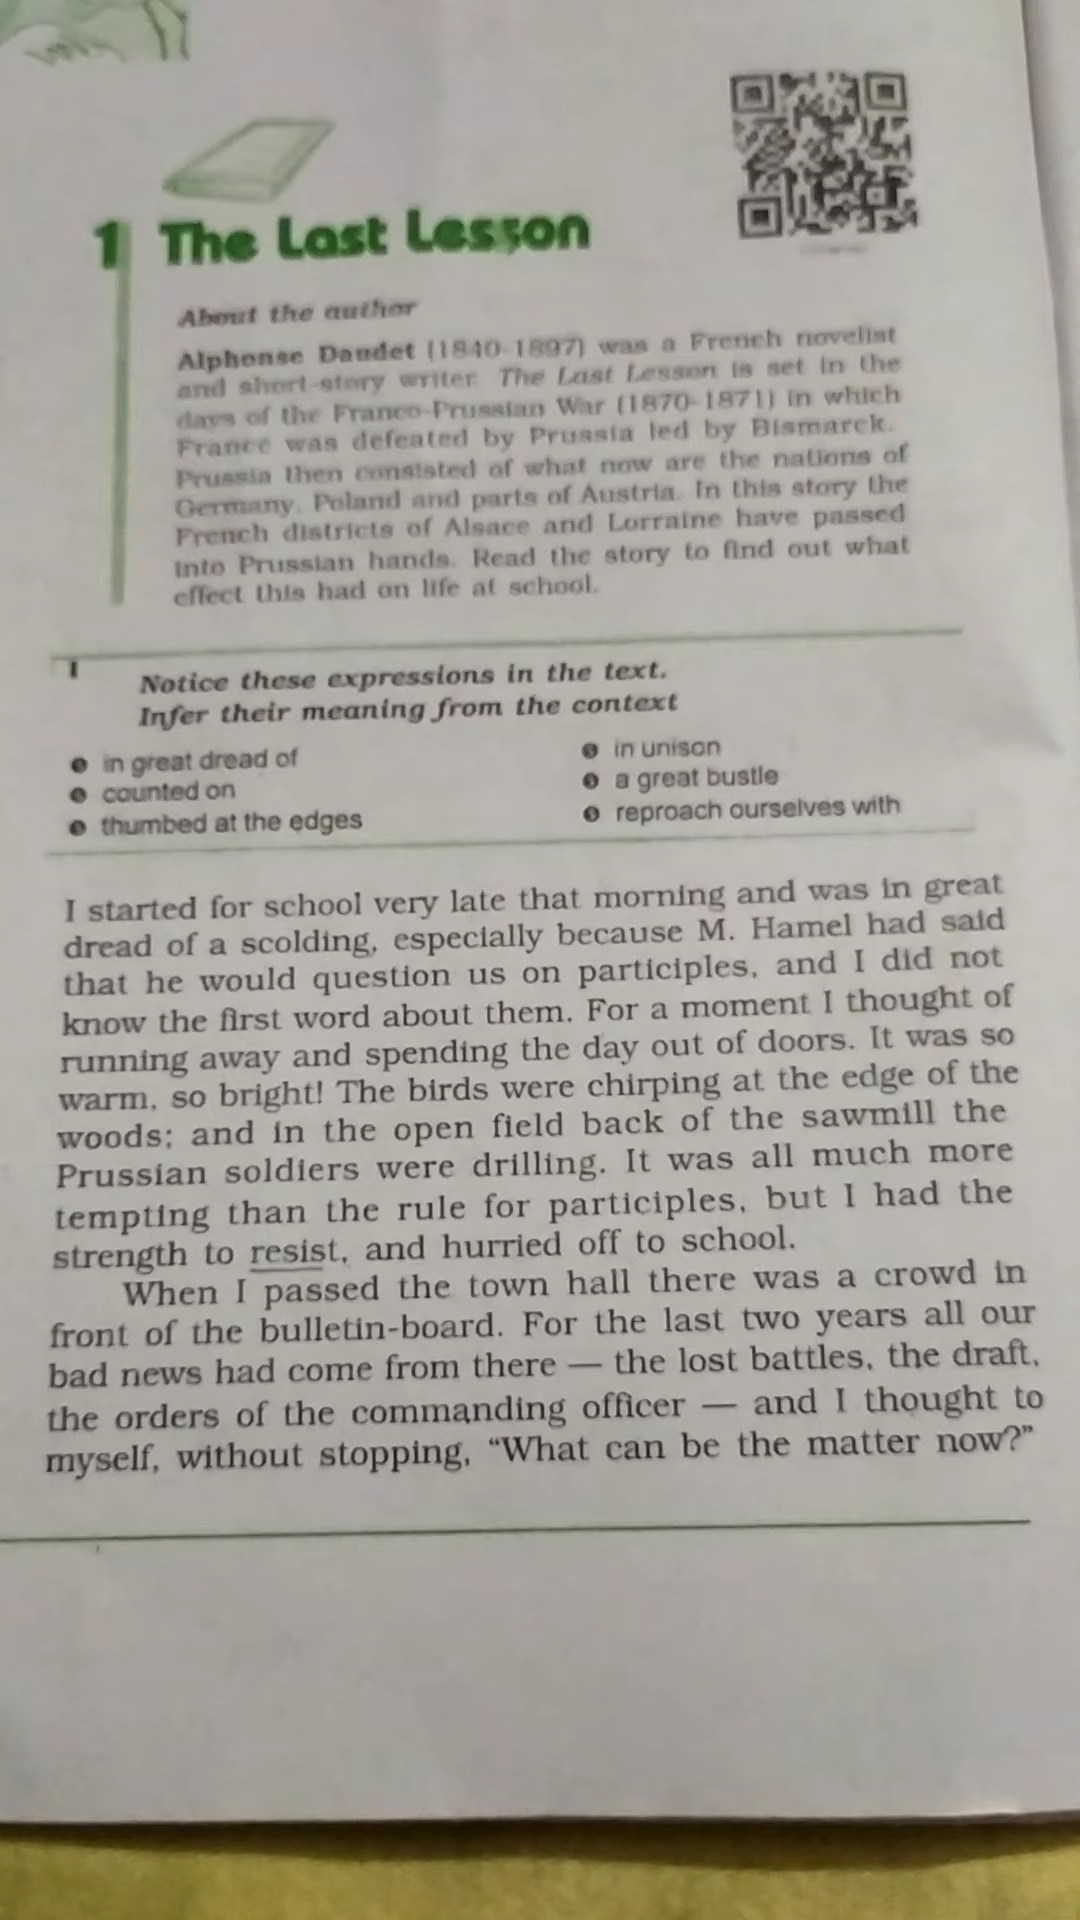 1 The Last Lesson
About the author
Alphonse Daudet (1840-1897) was a French novelist
and short-story writer. The Last Lesson is set in the
days of the Franco-Prussian War (1870-1871) in which
France was defeated by Prussia led by Bismarck.
Prussia then consisted of what now are the nations of
Germany, Poland and parts of Austria. In this story the
French districts of Alsace and Lorraine have passed
into Prussian hands. Read the story to find out what
effect this had on life at school.
Notice these expressions in the text.
Infer their meaning from the context
in great dread of
counted on
thumbed at the edges
in unison
a great bustle
reproach ourselves with
I started for school very late that morning and was in great
dread of a scolding, especially because M. Hamel had said
that he would question us on participles, and I did not
know the first word about them. For a moment I thought of
running away and spending the day out of doors. It was so
warm, so bright! The birds were chirping at the edge of the
woods; and in the open field back of the sawmill the
Prussian soldiers were drilling. It was all much more
tempting than the rule for participles, but I had the
strength to resist, and hurried off to school.
When I passed the town hall there was a crowd in
front of the bulletin-board. For the last two years all our
bad news had come from there — the lost battles, the draft,
the orders of the commanding officer — and I thought to
myself, without stopping, “What can be the matter now?”